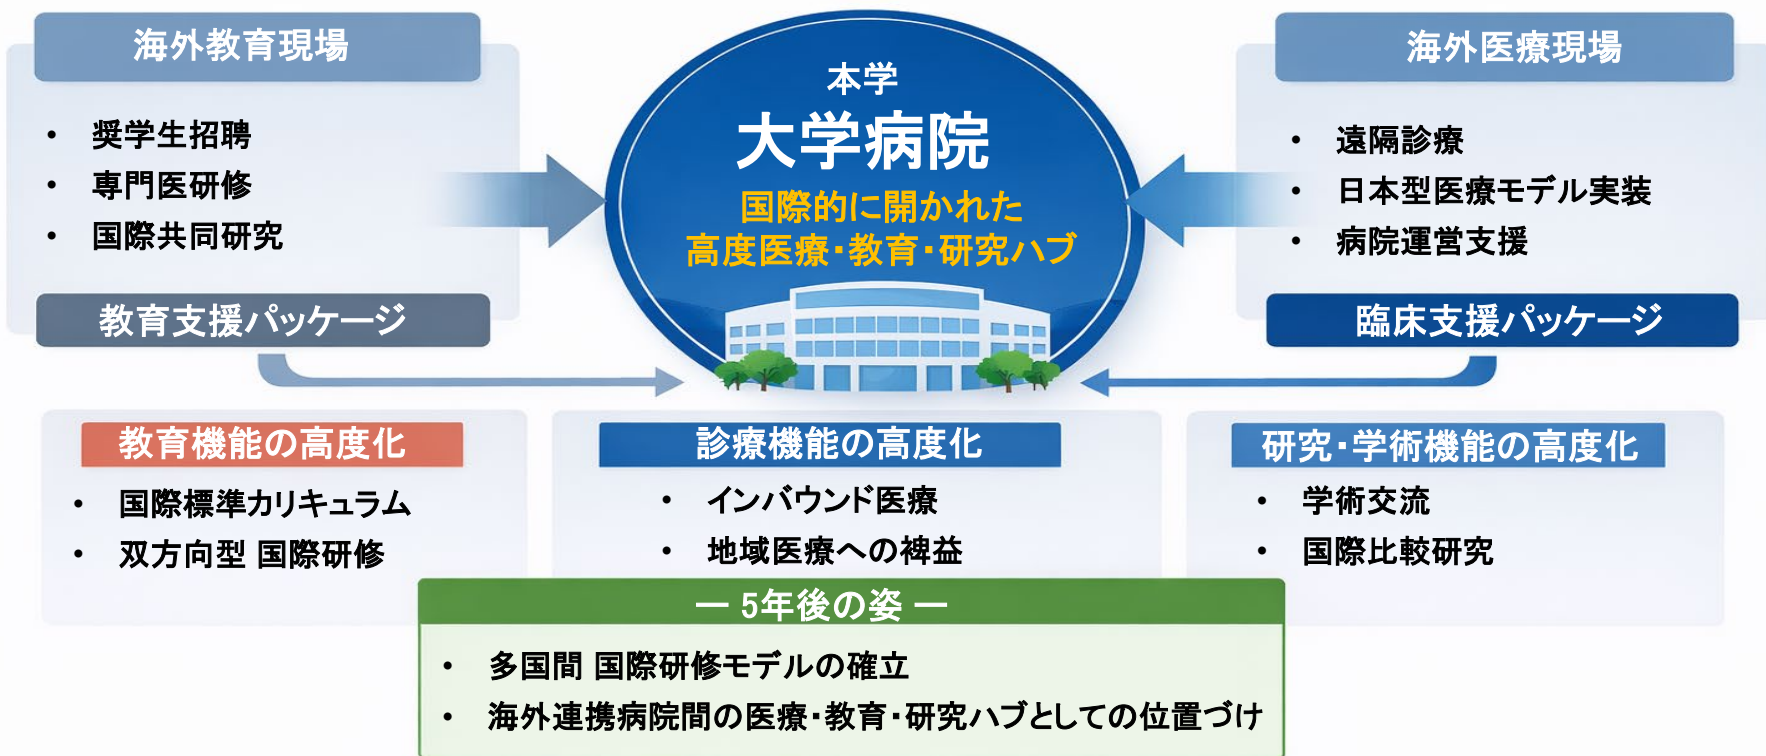 海外教育現場
• 奨学生招聘
• 専門医研修
• 国際共同研究
教育支援パッケージ
本学
大学病院
国際的に開かれた
高度医療・教育・研究ハブ
海外医療現場
• 遠隔診療
• 日本型医療モデル実装
• 病院運営支援
臨床支援パッケージ
教育機能の高度化
• 国際標準カリキュラム
• 双方向型 国際研修
診療機能の高度化
• インバウンド医療
• 地域医療への裨益
研究・学術機能の高度化
• 学術交流
• 国際比較研究
― 5年後の姿 ―
• 多国間 国際研修モデルの確立
• 海外連携病院間の医療・教育・研究ハブとしての位置づけ